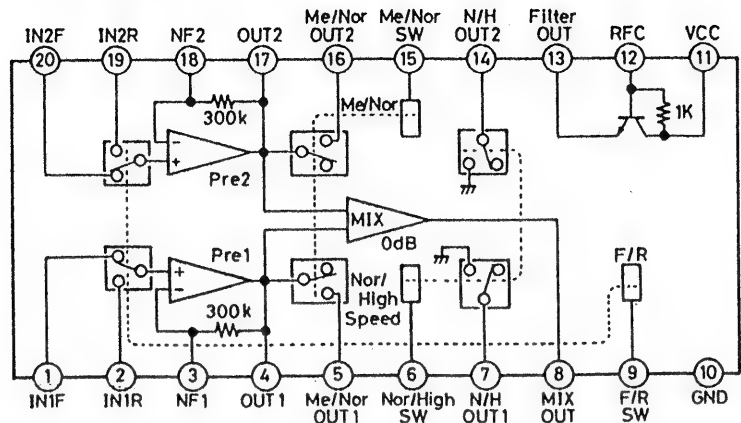 IN2F IN2R NF2 OUT2 Me/Nor OUT2 Me/Nor SW N/H OUT2 Filter OUT RFC VCC
20 19 18 17 16 15 14 13 12 11
300k
Me/Nor
1K
- +
Pre2
MIX
0dB
F/R
Pre1
+ -
Nor/
High
Speed
300k
1 2 3 4 5 6 7 8 9 10
IN1F IN1R NF1 OUT1 Me/Nor OUT1 Nor/High SW N/H OUT1 MIX OUT F/R SW GND